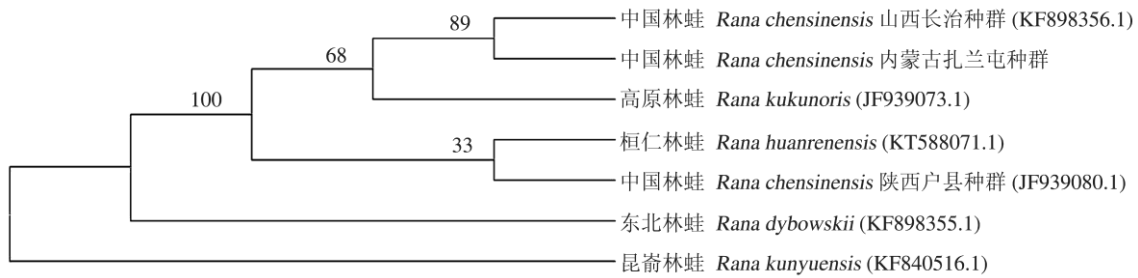 89
中国林蛙 Rana chensinensis 山西长治种群 (KF898356.1)
68
中国林蛙 Rana chensinensis 内蒙古扎兰屯种群
100
高原林蛙 Rana kukunoris (JF939073.1)
33
桓仁林蛙 Rana huanrenensis (KT588071.1)
中国林蛙 Rana chensinensis 陕西户县种群 (JF939080.1)
东北林蛙 Rana dybowskii (KF898355.1)
昆嵛林蛙 Rana kunyuensis (KF840516.1)